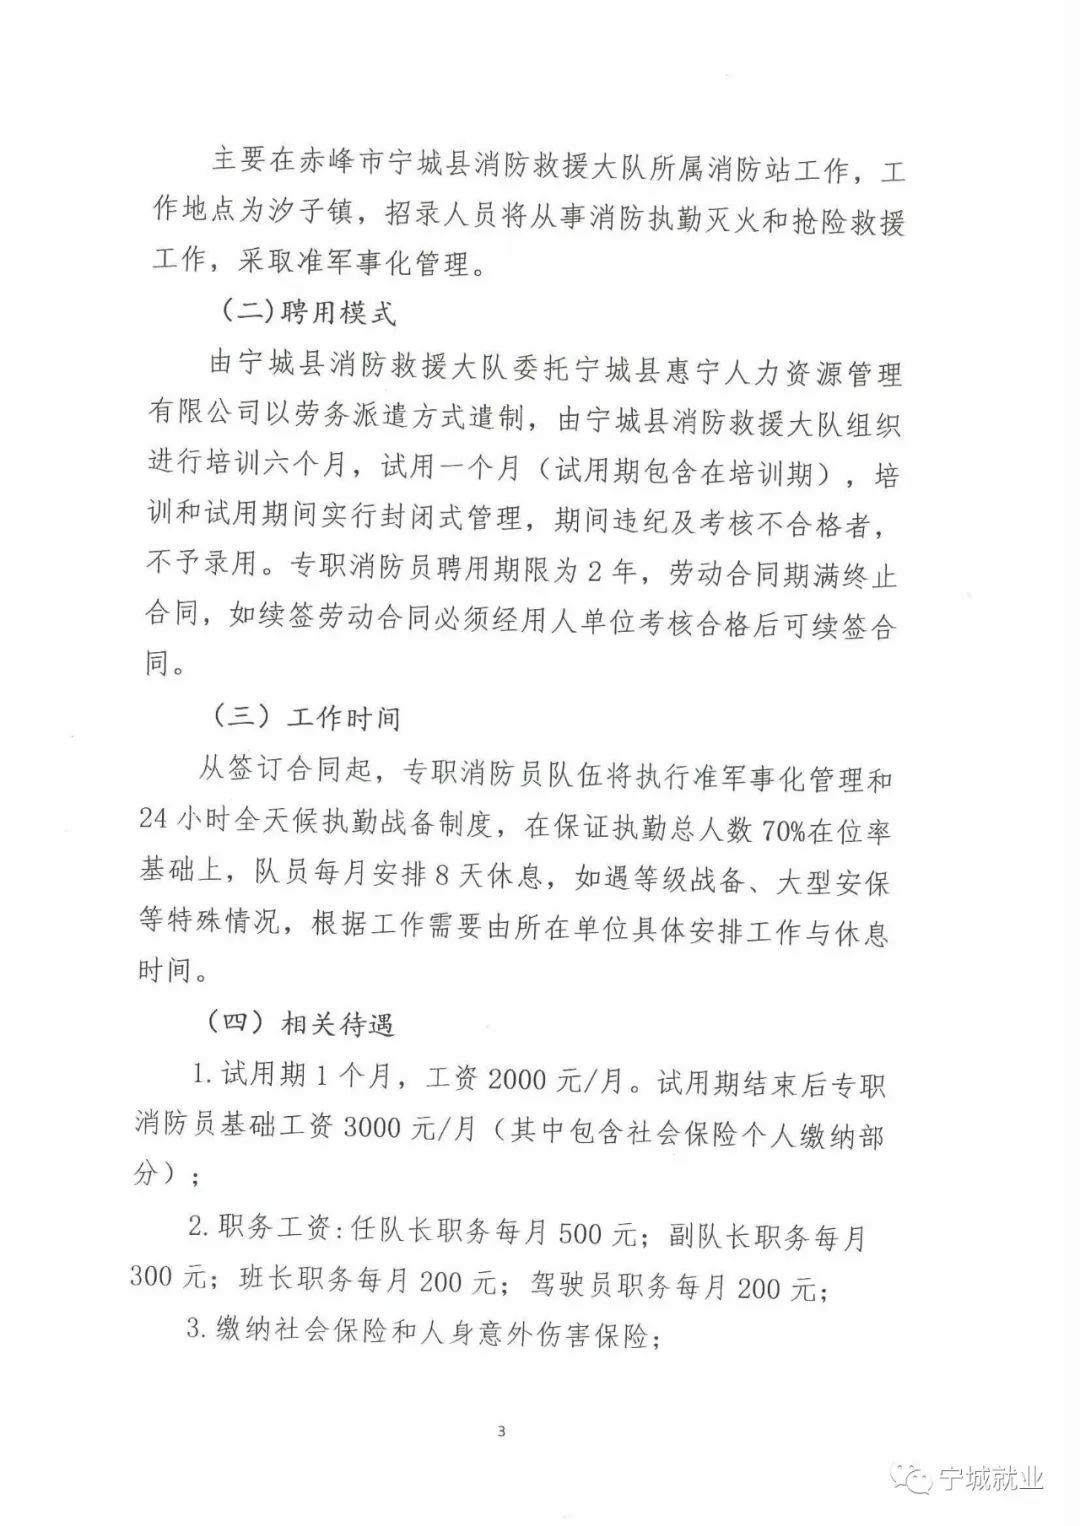 主要在赤峰市宁城县消防救援大队所属消防站工作，工
作地点为汐子镇，招录人员将从事消防执勤灭火和抢险救援
工作，采取准军事化管理。
（二)聘用模式
由宁城县消防救援大队委托宁城县惠宁人力资源管理
有限公司以劳务派遣方式遣制，由宁城县消防救援大队组织
进行培训六个月，试用一个月（试用期包含在培训期），培
训和试用期间实行封闭式管理，期间违纪及考核不合格者，
不予录用。专职消防员聘用期限为2年，劳动合同期满终止
合同，如续签劳动合同必须经用人单位考核合格后可续签合
同。
（三）工作时间
从签订合同起，专职消防员队伍将执行准军事化管理和
24小时全天候执勤战备制度，在保证执勤总人数70%在位率
基础上，队员每月安排8天休息，如遇等级战备、大型安保
等特殊情况，根据工作需要由所在单位具体安排工作与休息
时间。
（四）相关待遇
1.试用期1个月，工资2000元/月。试用期结束后专职
消防员基础工资3000元/月（其中包含社会保险个人缴纳部
分）；
2.职务工资:任队长职务每月500元；副队长职务每月
300元；班长职务每月200元；驾驶员职务每月200元；
3.缴纳社会保险和人身意外伤害保险；
3
宁城就业